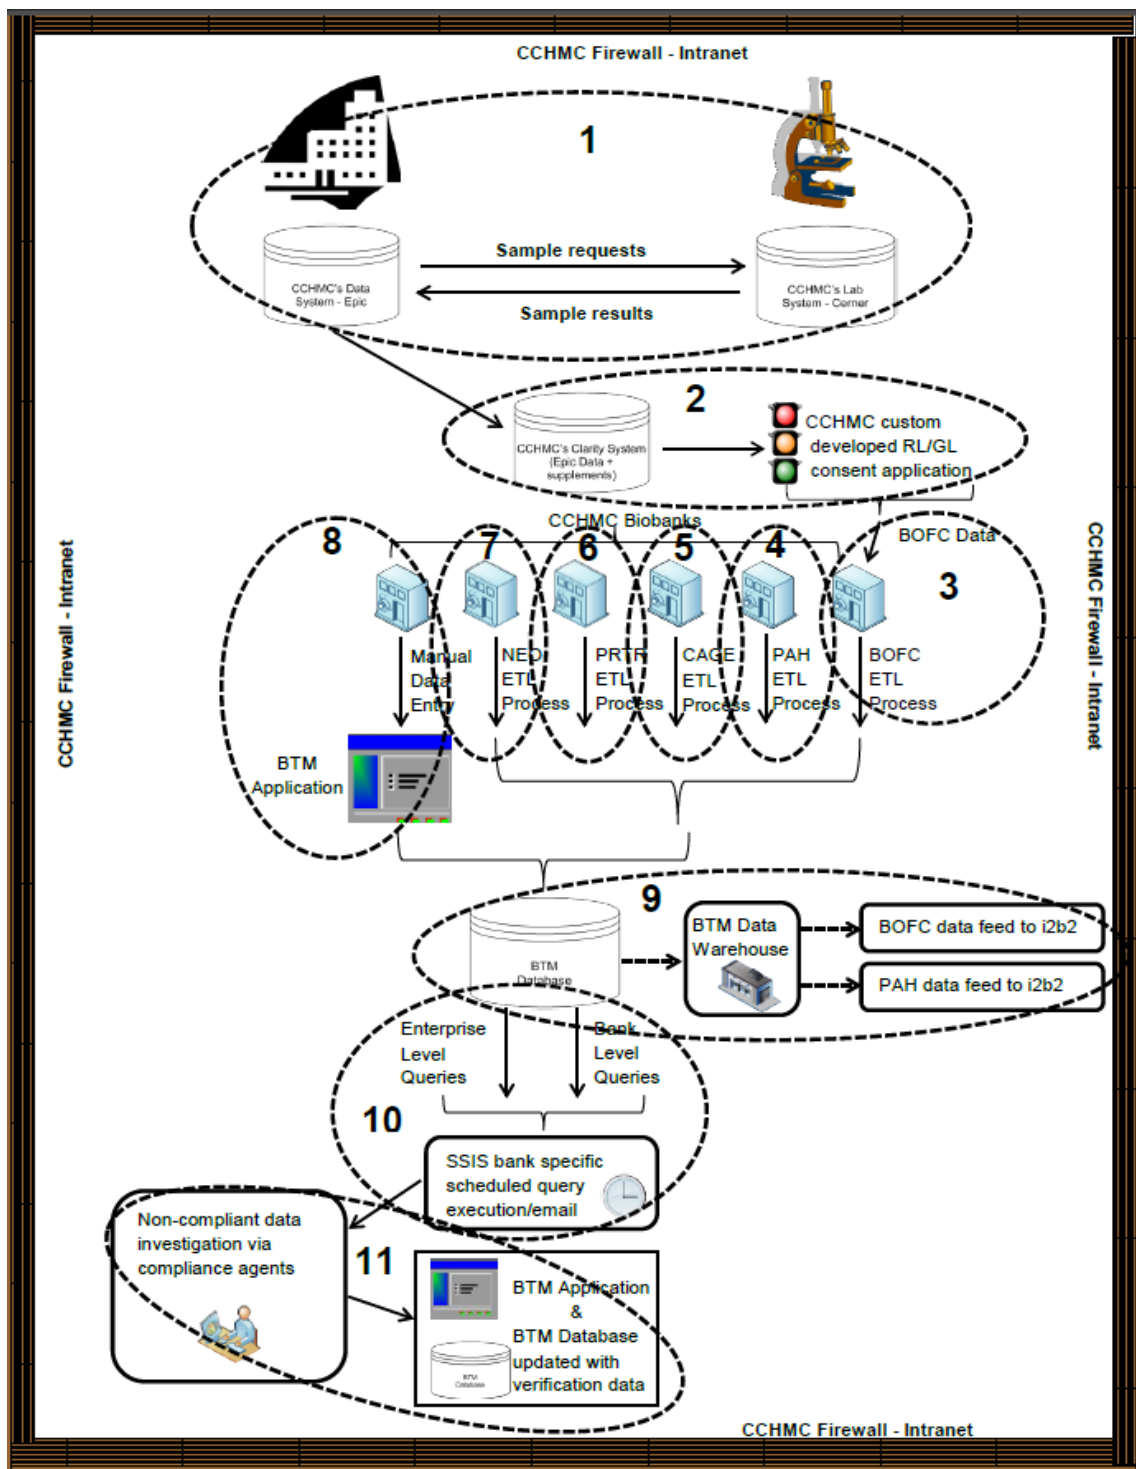 CCHMC Firewall - Intranet
1
Sample requests
CCHMC's Data
System - Epic
CCHMC's Lab
System - Cerner
Sample results
2
CCHMC's Clarity System
(Epic Data +
supplements)
CCHMC custom
developed RL/GL
consent application
CCHMC Biobanks
BOFC Data
8
7
6
5
4
3
Manual
Data
Entry
NEO
ETL
Process
PRTR
ETL
Process
CAGE
ETL
Process
PAH
ETL
Process
BOFC
ETL
Process
CCHMC Firewall - Intranet
CCHMC Firewall - Intranet
BTM
Application
9
BTM
Database
BTM Data
Warehouse
BOFC data feed to i2b2
PAH data feed to i2b2
Enterprise
Level
Queries
Bank
Level
Queries
10
SSIS bank specific
scheduled query
execution/email
Non-compliant data
investigation via
compliance agents
11
BTM Application
&
BTM Database
updated with
verification data
BTM
Database
CCHMC Firewall - Intranet